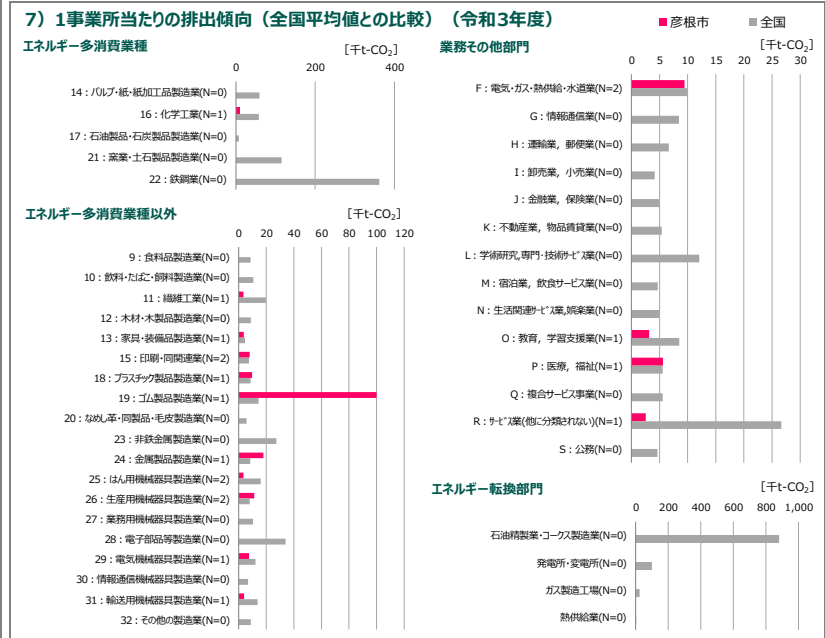 7）1事業所当たりの排出傾向（全国平均値との比較）（令和3年度）
彦根市
全国
エネルギー多消費業種
［千t-CO₂］
0
200
400
14：パルプ・紙・紙加工品製造業(N=0)
16：化学工業(N=1)
17：石油製品・石炭製品製造業(N=0)
21：窯業・土石製品製造業(N=0)
22：鉄鋼業(N=0)
エネルギー多消費業種以外
［千t-CO₂］
0
20
40
60
80
100
120
9：食料品製造業(N=0)
10：飲料・たばこ・飼料製造業(N=0)
11：繊維工業(N=1)
12：木材・木製品製造業(N=0)
13：家具・装備品製造業(N=1)
15：印刷・同関連業(N=2)
18：プラスチック製品製造業(N=1)
19：ゴム製品製造業(N=1)
20：なめし革・同製品・毛皮製造業(N=0)
23：非鉄金属製造業(N=0)
24：金属製品製造業(N=1)
25：はん用機械器具製造業(N=2)
26：生産用機械器具製造業(N=2)
27：業務用機械器具製造業(N=0)
28：電子部品等製造業(N=0)
29：電気機械器具製造業(N=1)
30：情報通信機械器具製造業(N=0)
31：輸送用機械器具製造業(N=1)
32：その他の製造業(N=0)
業務その他部門
［千t-CO₂］
0
5
10
15
20
25
30
F：電気・ガス・熱供給・水道業(N=2)
G：情報通信業(N=0)
H：運輸業，郵便業(N=0)
I：卸売業，小売業(N=0)
J：金融業，保険業(N=0)
K：不動産業，物品賃貸業(N=0)
L：学術研究,専門・技術ｻｰﾋﾞｽ業(N=0)
M：宿泊業，飲食サービス業(N=0)
N：生活関連ｻｰﾋﾞｽ業,娯楽業(N=0)
O：教育，学習支援業(N=1)
P：医療，福祉(N=1)
Q：複合サービス事業(N=0)
R：ｻｰﾋﾞｽ業(他に分類されない)(N=1)
S：公務(N=0)
エネルギー転換部門
［千t-CO₂］
0
200
400
600
800
1,000
石油精製業・コークス製造業(N=0)
発電所・変電所(N=0)
ガス製造工場(N=0)
熱供給業(N=0)